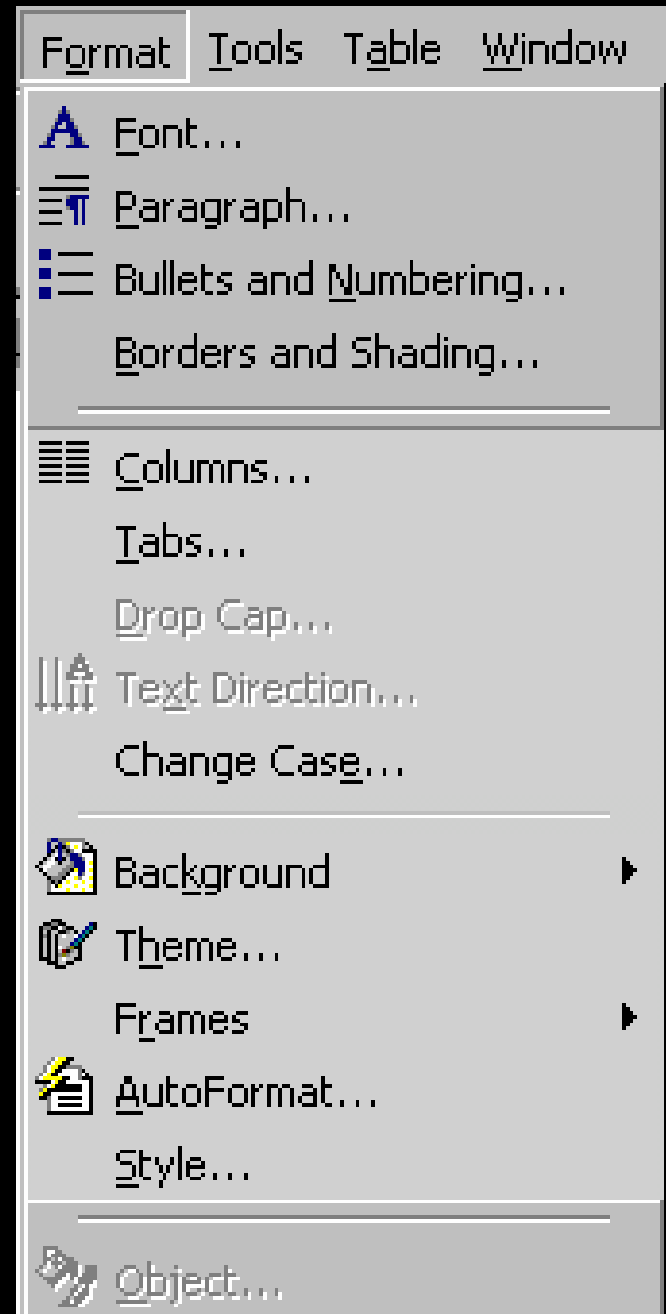 Format Tools Table Window
Font...
Paragraph...
Bullets and Numbering...
Borders and Shading...
Columns...
Tabs...
Drop Cap...
Text Direction...
Change Case...
Background
Theme...
Frames
AutoFormat...
Style...
Object...